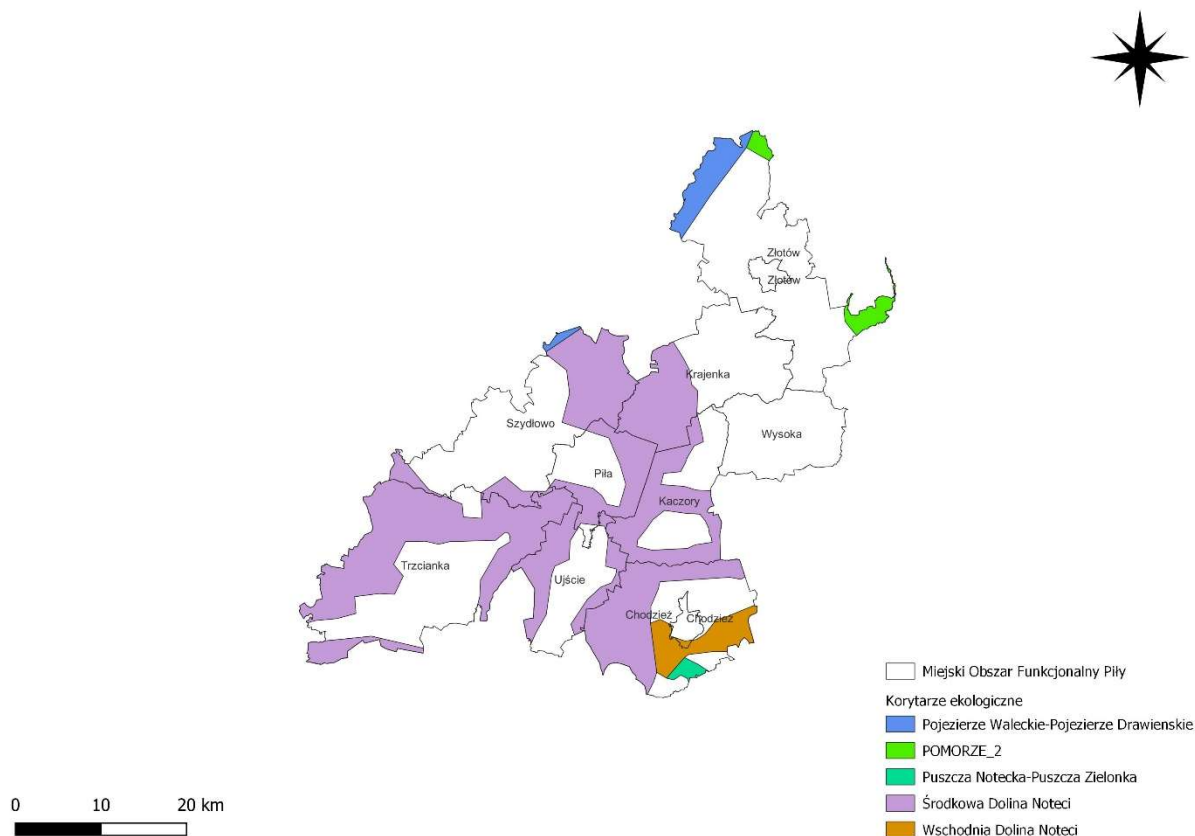 Złotów
Złotów
Krajenka
Szydłowo
Wysoka
Piła
Kaczory
Trzcianka
Ujście
Chodzież
Chodzież
Miejski Obszar Funkcjonalny Piły
Korytarze ekologiczne
Pojezierze Waleckie-Pojezierze Drawienskie
POMORZE_2
Puszcza Notecka-Puszcza Zielonka
Środkowa Dolina Noteci
Wschodnia Dolina Noteci
0 10 20 km